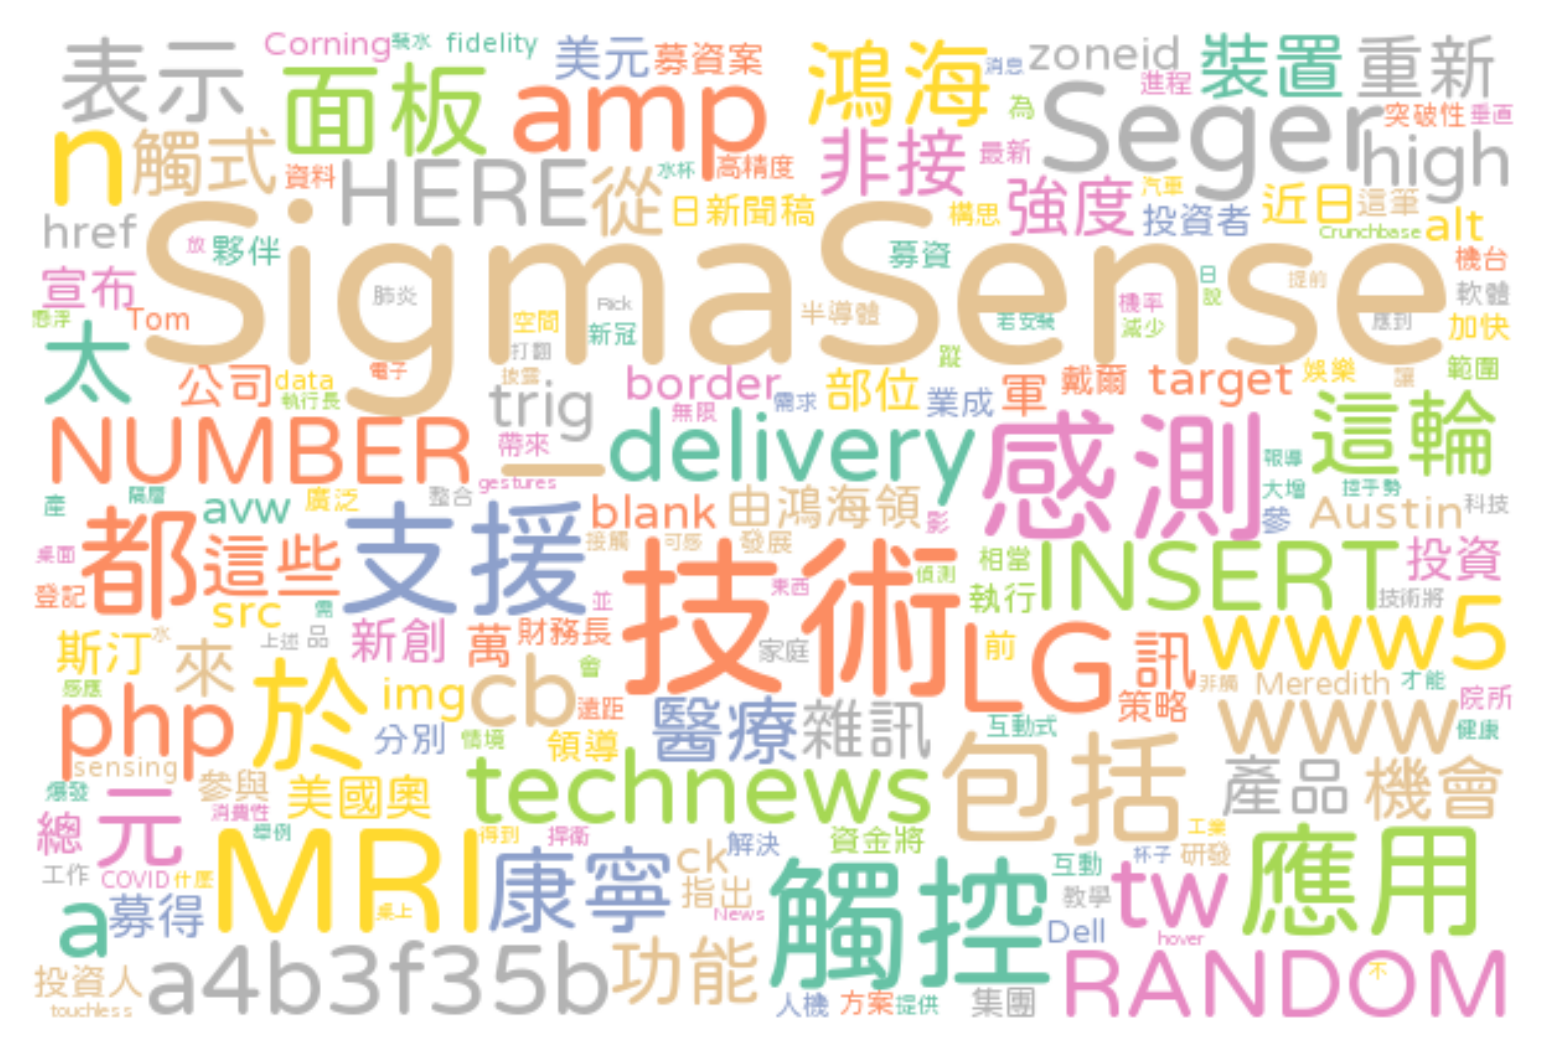 表示
Corning
裝水
fidelity
美元
募資案
鴻海
消息
zoneid
裝置
重新
面板
amp
進程
為
Seger
突破性
垂直
n
觸式
資料
HERE
從
水杯
高精度
非接
最新
high
強度
汽車
href
日新聞稿
構思
投資者
近日
這筆
Crunchbase
alt
放
夥伴
SigmaSense
募資
機台
宣布
肺炎
Rick
日
說
提前
軟體
懸浮
Tom
空間
新冠
半導體
若安裝
機率
減少
應到
加快
太
打翻
蹤
公司
data
電子
執行長
披露
border
部位
業成
軍
戴爾
target
娛樂
讓
範圍
trig
無限
需求
NUMBER
帶來
_
delivery
感測
這輪
gestures
報導
產
隔層
avw
廣泛
整合
blank
由鴻海領
影
大增
控手勢
參
Austin
科技
都
這些
支援
接觸
可感
發展
技術
相當
INSERT
投資
桌面
偵測
東西
登記
src
需
並
執行
技術將
www
5
斯汀
水
來
上述
品
新創
萬
財務長
家庭
LG
前
訊
感應
於
img
cb
會
非觸
Meredith
才能
院所
php
遠距
策略
分別
情境
領導
醫療
雜訊
互動式
www
健康
sensing
參與
美國奧
technews
包括
產品
機會
爆發
消費性
總
元
舉例
MRI
得到
捍衛
解決
資金將
工業
應用
工作
COVID
什麼
康寧
ck
杯子
研發
互動
指出
觸控
教學
tw
a
募得
桌上
News
Dell
hover
投資人
a4b3f35b
功能
RANDOM
不
touchless
人機
方案
提供
集團